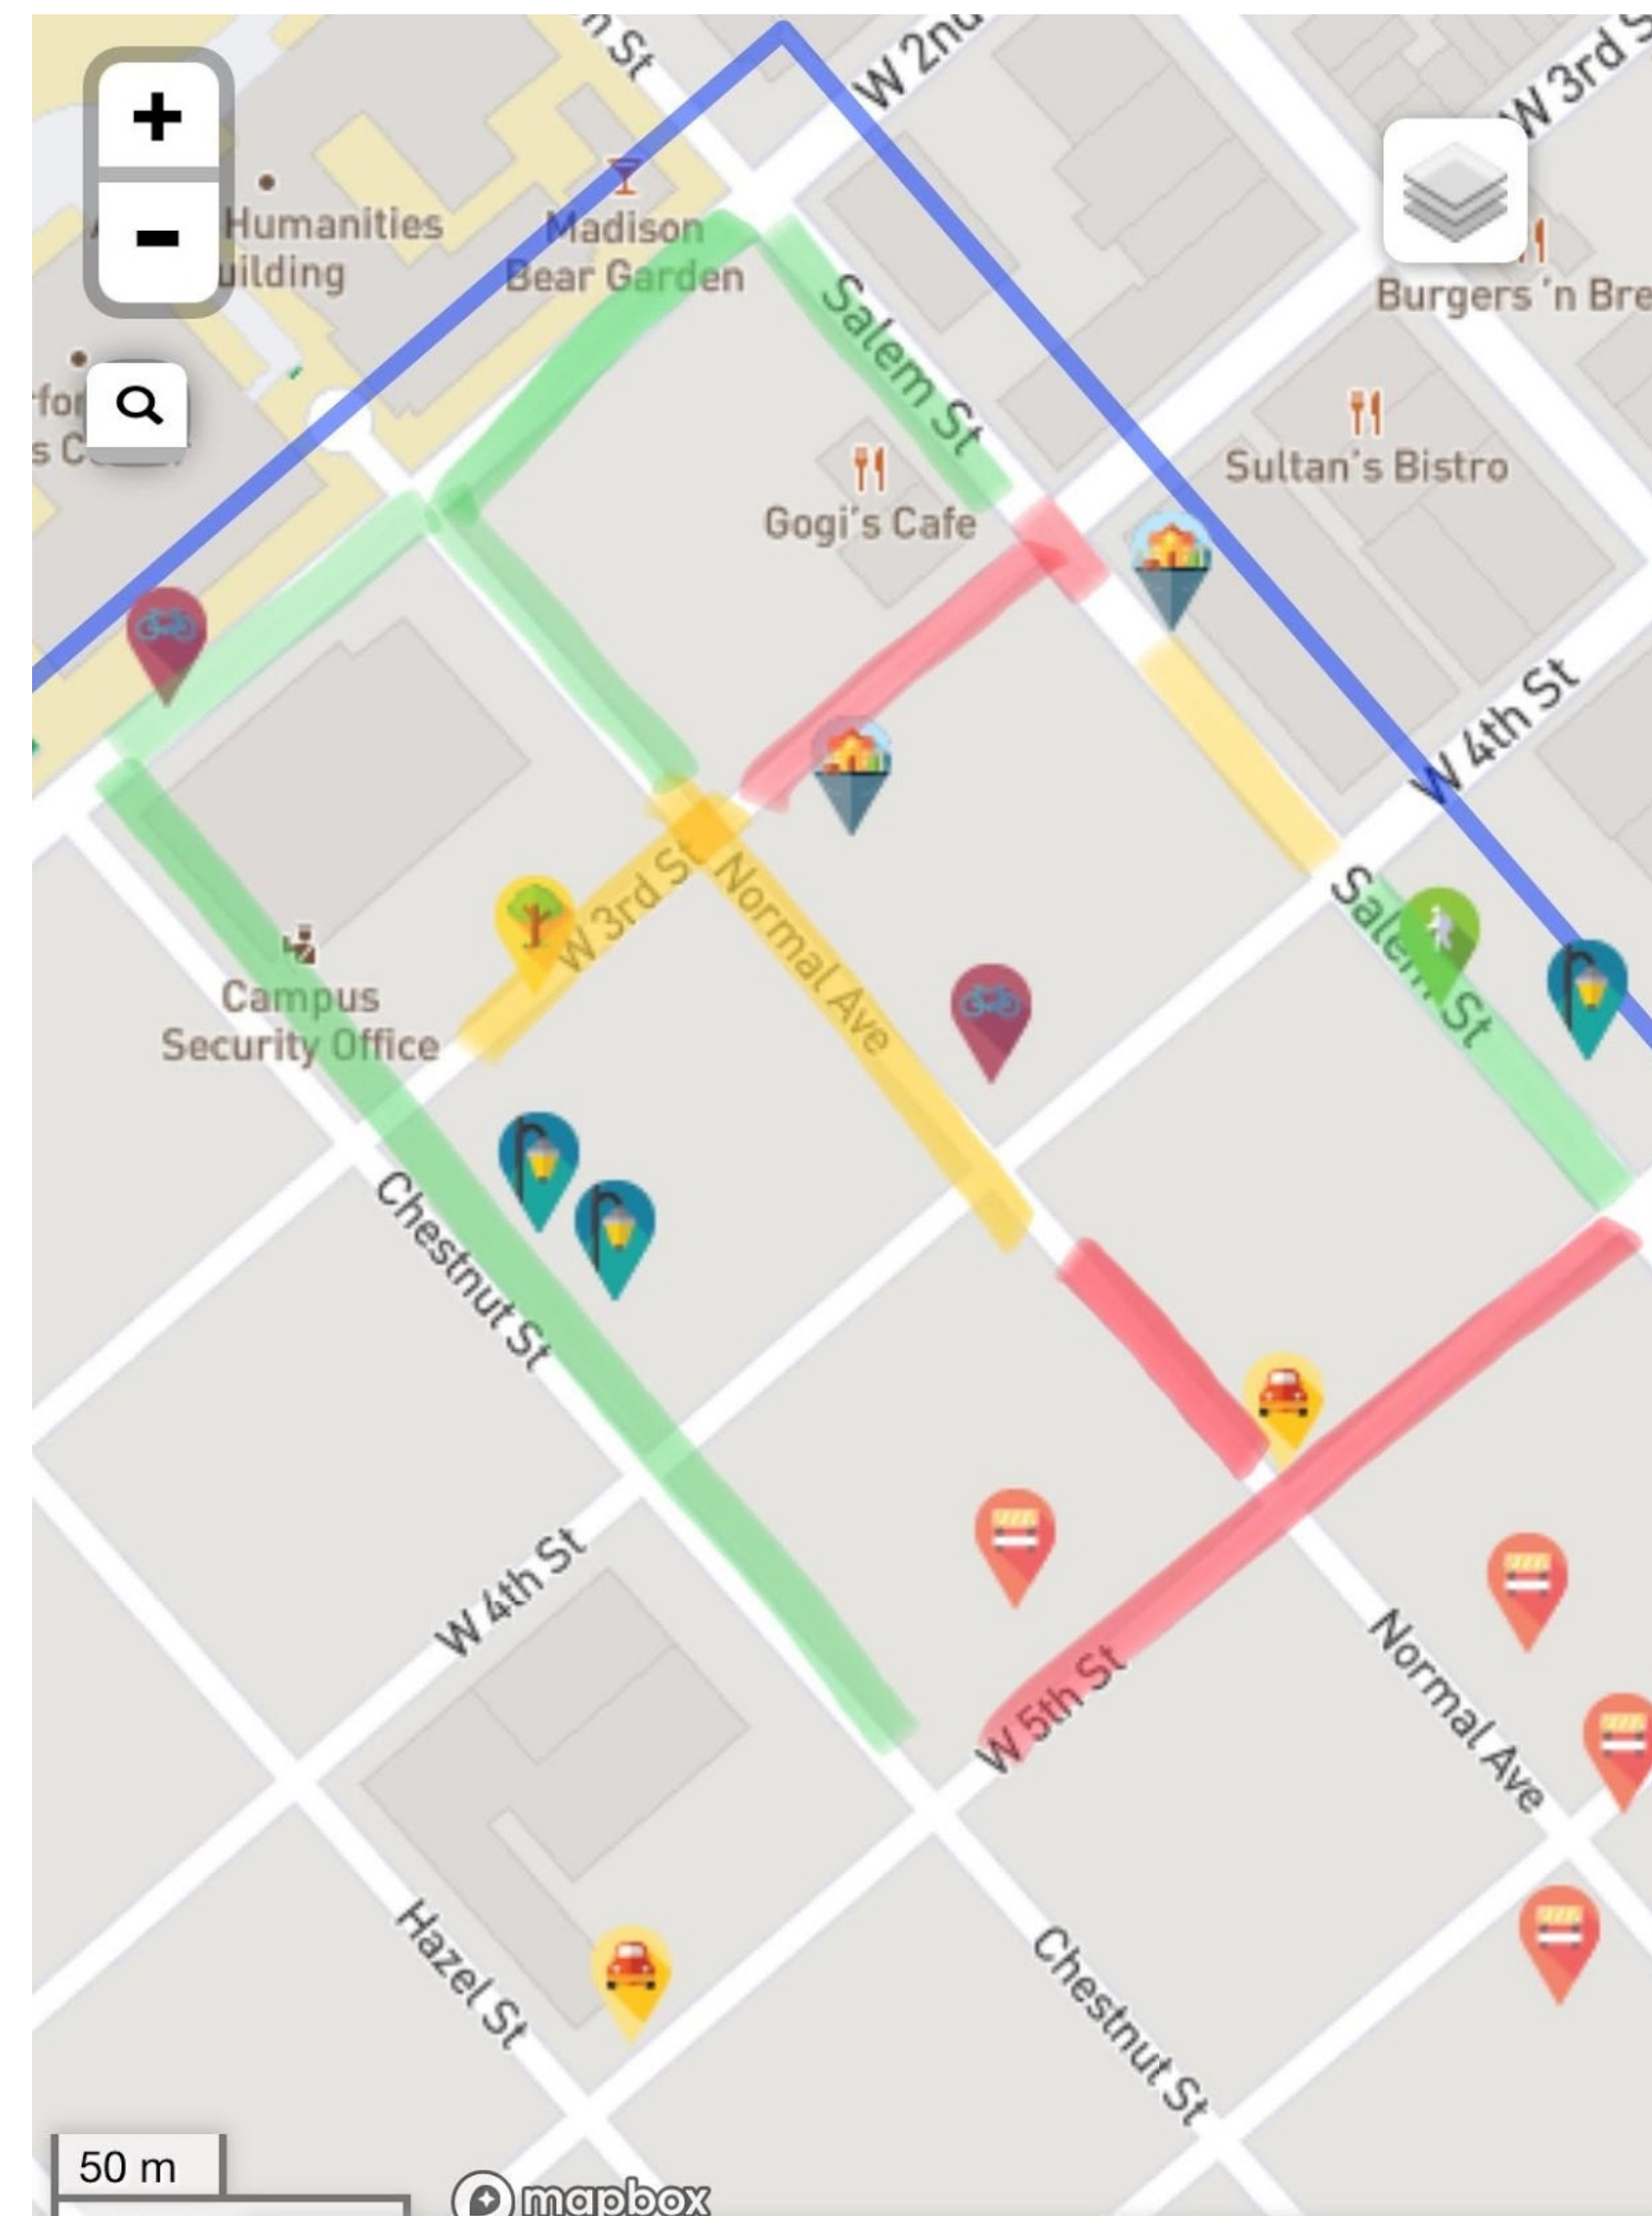 n St
W 2nd
W 3rd S
+
Humanities
uilding
-
Madison
Bear Garden
Burgers 'n Bre
Salem St
Sultan's Bistro
Gogi's Cafe
W 4th St
W 3rd St
Normal Ave
Salem St
Campus
Security Office
Chestnut St
W 4th St
W 5th St
Normal Ave
Hazel St
Chestnut St
50 m
mapbox